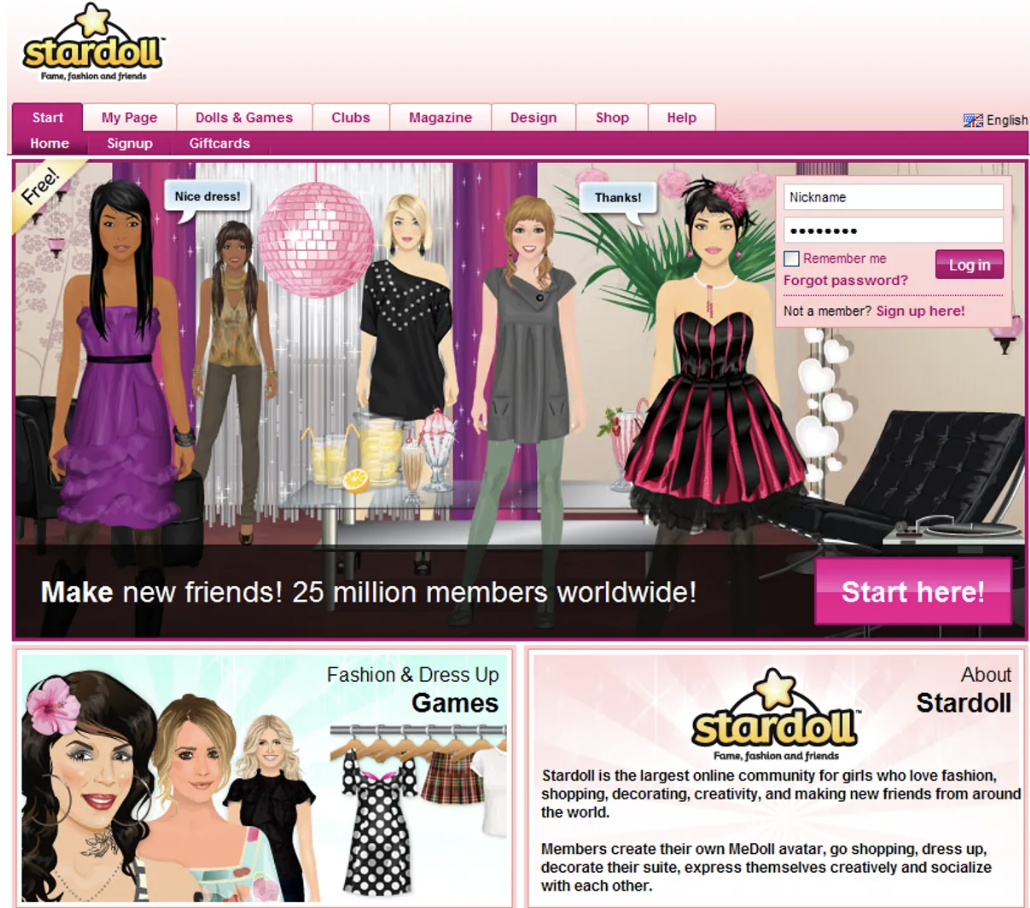 stardoll™
Fame, fashion and friends
Start My Page Dolls & Games Clubs Magazine Design Shop Help
English
Home Signup Giftcards
Free!
Nice dress!
Thanks!
Nickname
••••••••
Remember me
Log in
Forgot password?
Not a member? Sign up here!
Make new friends! 25 million members worldwide!
Start here!
Fashion & Dress Up
Games
About
Stardoll
stardoll™
Fame, fashion and friends
Stardoll is the largest online community for girls who love fashion,
shopping, decorating, creativity, and making new friends from around
the world.
Members create their own MeDoll avatar, go shopping, dress up,
decorate their suite, express themselves creatively and socialize
with each other.